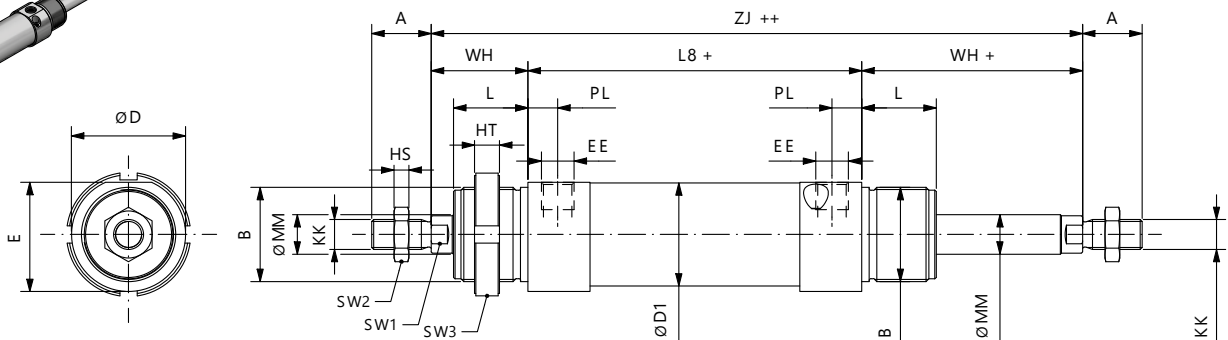 A
ZJ ++
A
WH
L8 +
WH +
L
PL
PL
L
HT
EE
EE
ØD
HS
E
B
ØMM
KK
SW2
SW1
SW3
ØD1
B
ØMM
KK